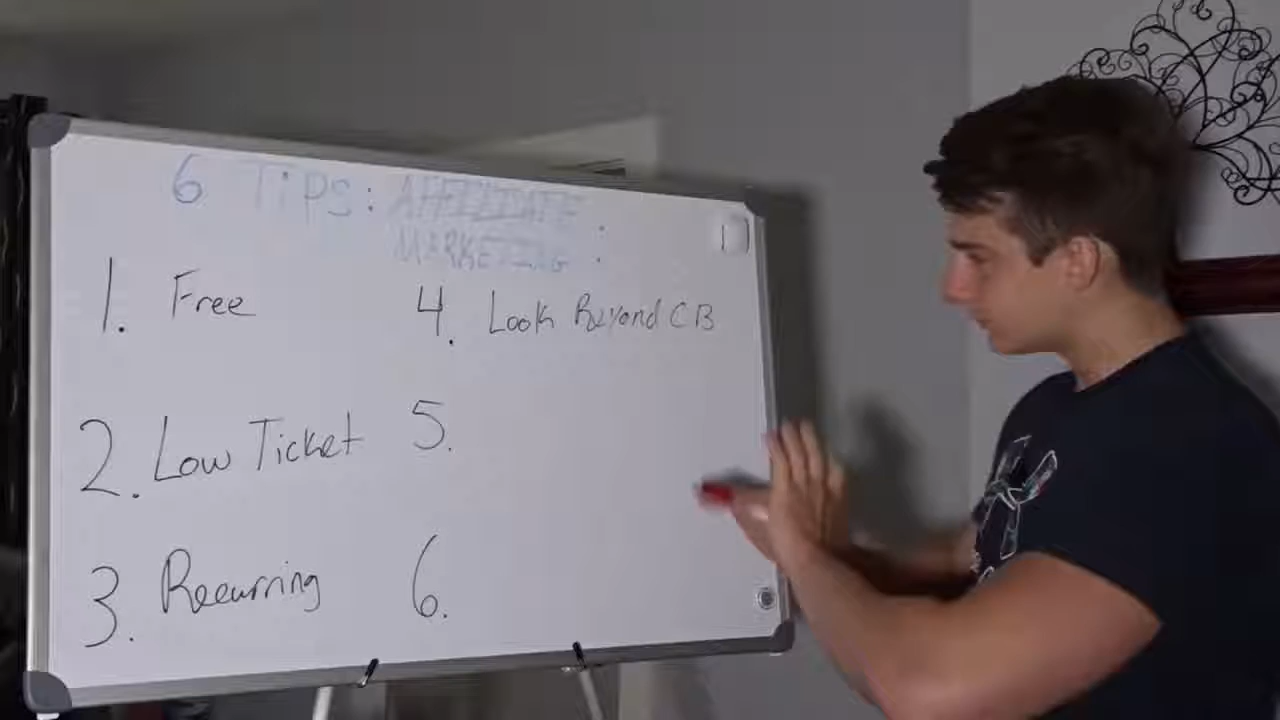 6 TiPS: AFFILIATE
MARKETING :
1. Free
2. Low Ticket
3. Recurring
4. Look Beyond CB
5.
6.